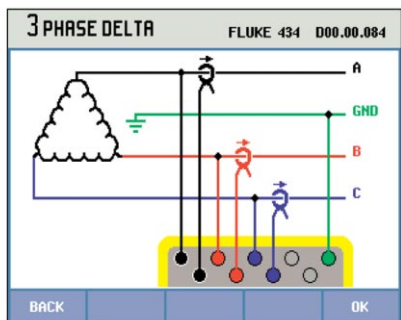 3 PHASE DELTA FLUKE 434 D00.00.084
A
GND
B
C
BACK OK